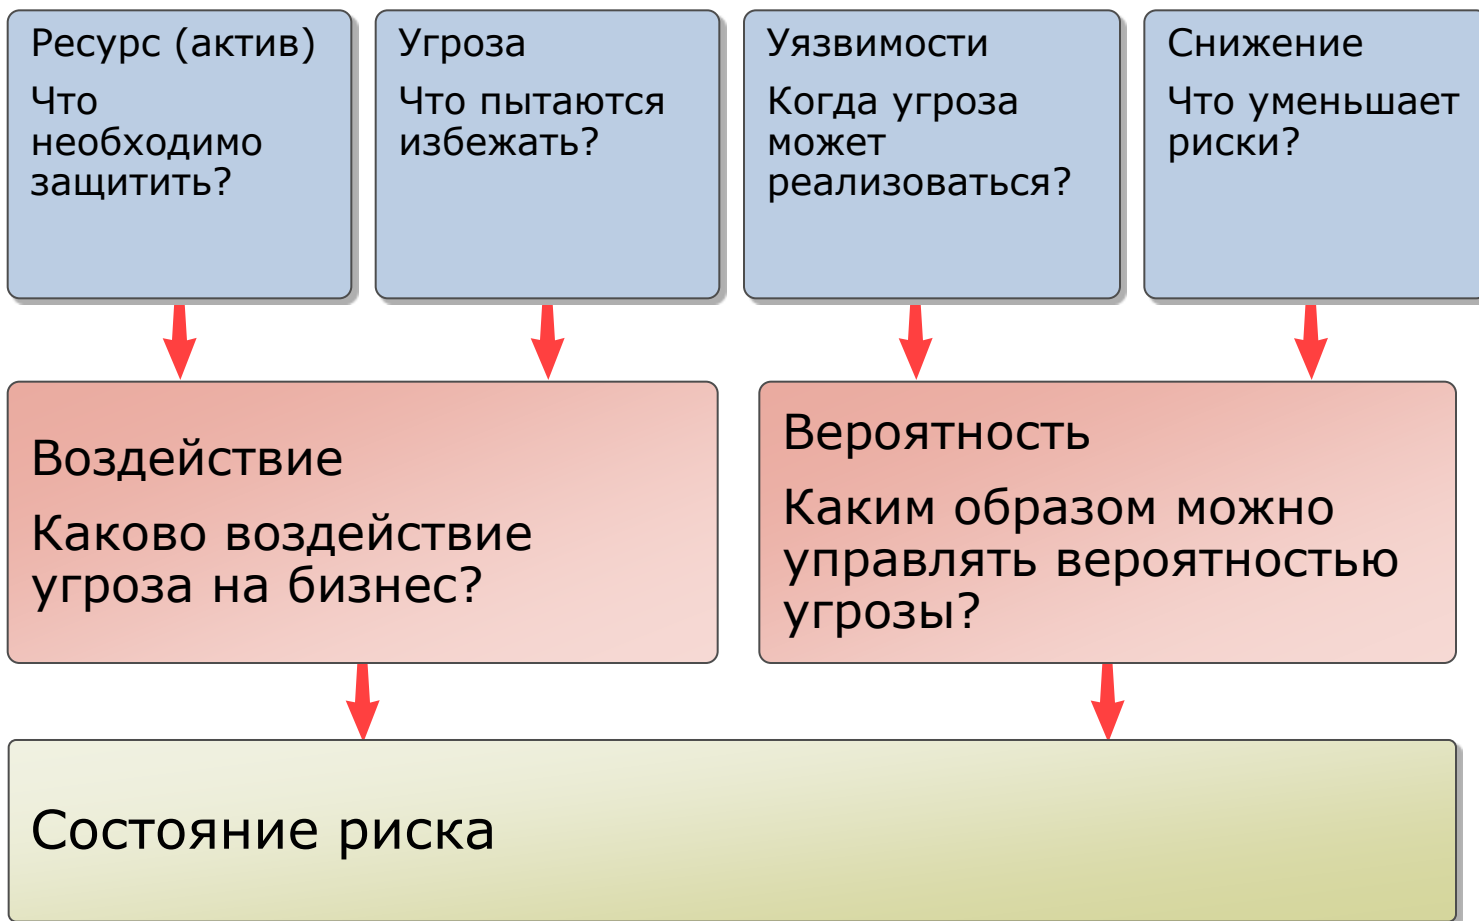 Ресурс (актив)
Что
необходимо
защитить?
Угроза
Что пытаются
избежать?
Уязвимости
Когда угроза
может
реализоваться?
Снижение
Что уменьшает
риски?
Воздействие
Каково воздействие
угроза на бизнес?
Вероятность
Каким образом можно
управлять вероятностью
угрозы?
Состояние риска